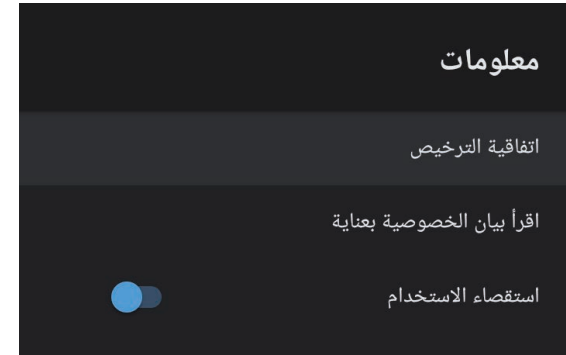 معلومات
اتفاقية الترخيص
اقرأ بيان الخصوصية بعناية
استقصاء الاستخدام